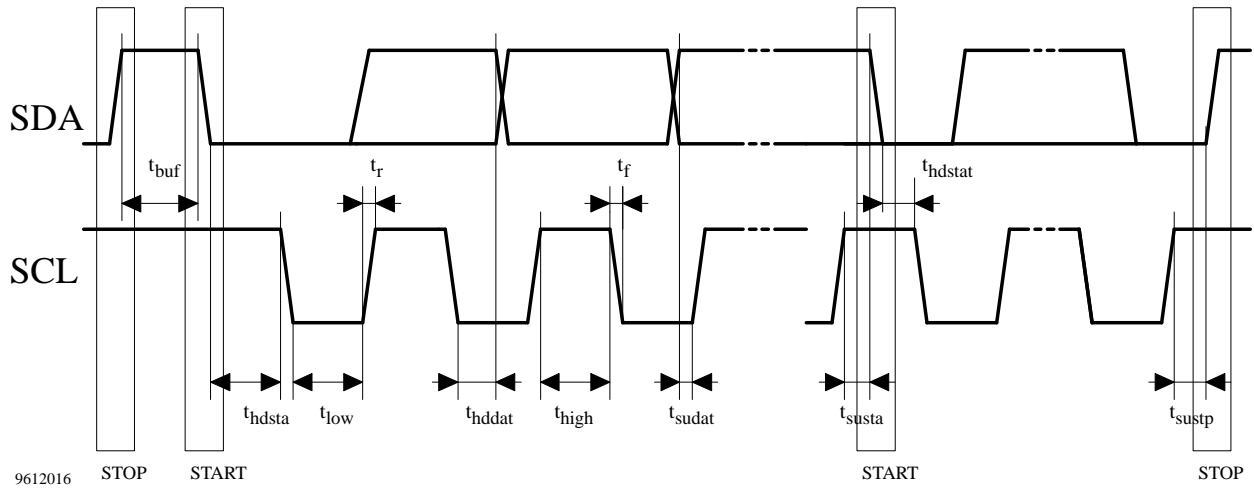 SDA
t_buf
t_r
t_f
t_hdstat
SCL
t_hdsta
t_low
t_hddat
t_high
t_sudat
t_susta
t_sustp
9612016
STOP
START
START
STOP